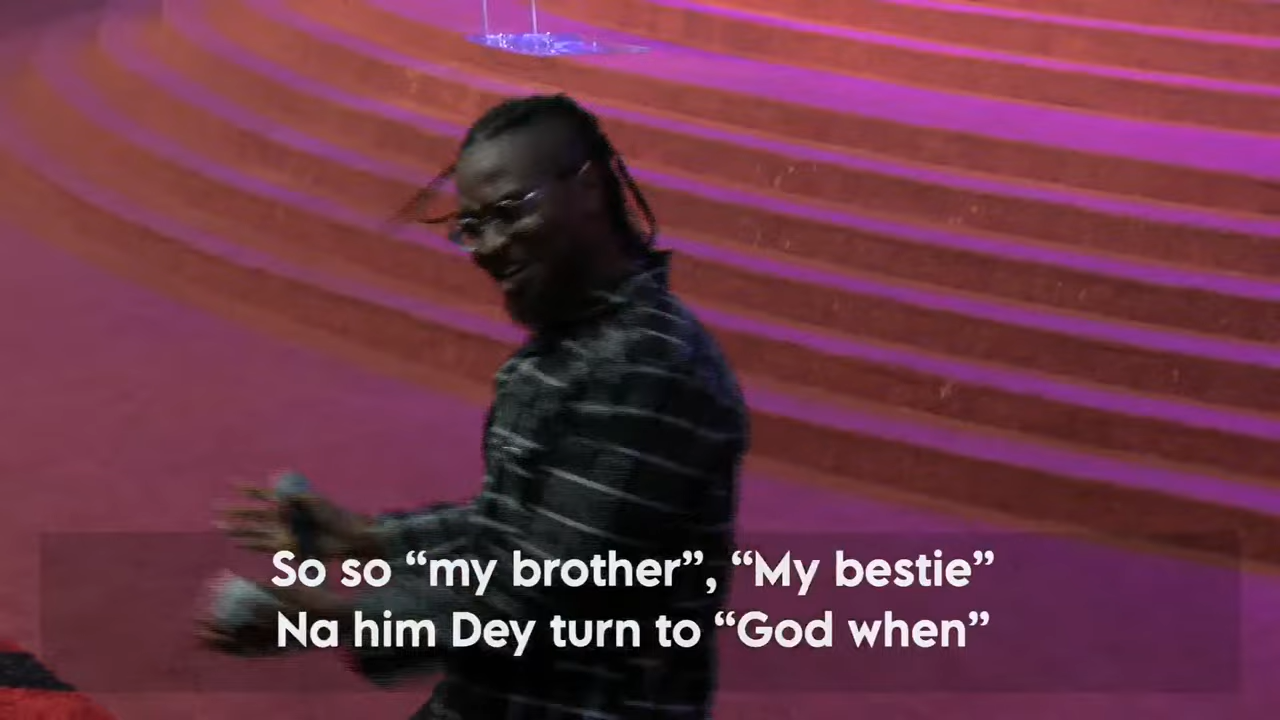 So so “my brother”, “My bestie”
Na him Dey turn to “God when”